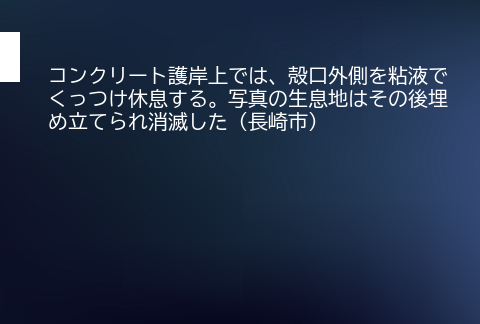 コンクリート護岸上では、殻口外側を粘液で
くっつけ休息する。写真の生息地はその後埋
め立てられ消滅した（長崎市）